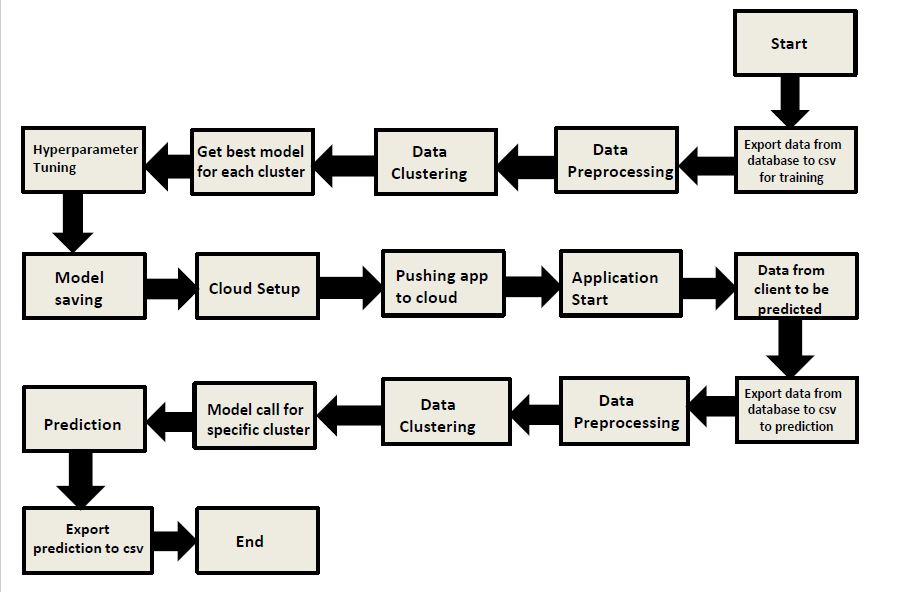 Start
Export data from
database to csv
for training
Data
Preprocessing
Data
Clustering
Get best model
for each cluster
Hyperparameter
Tuning
Model
saving
Cloud Setup
Pushing app
to cloud
Application
Start
Data from
client to be
predicted
Export data from
database to csv
to prediction
Data
Preprocessing
Data
Clustering
Model call for
specific cluster
Prediction
Export
prediction to csv
End